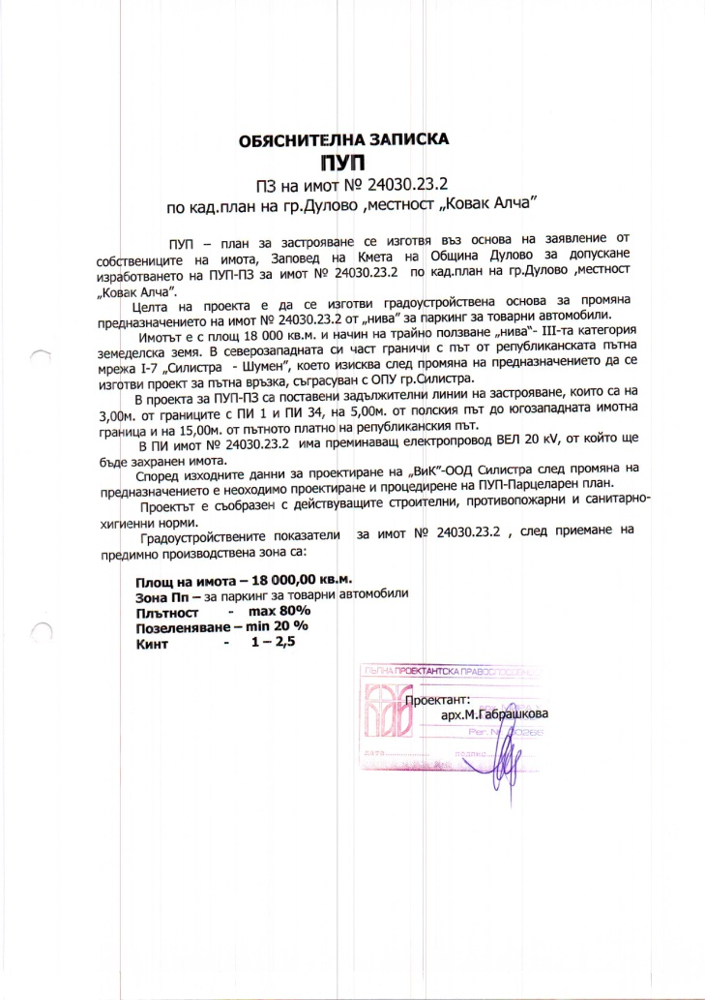 ОБЯСНИТЕЛНА ЗАПИСКА
ПУП
ПЗ на имот № 24030.23.2
по кад.план на гр.Дулово ,местност „Ковак Алча”
ПУП – план за застрояване се изготвя въз основа на заявление от
собствениците на имота, Заповед на Кмета на Община Дулово за допускане
изработването на ПУП-ПЗ за имот № 24030.23.2 по кад.план на гр.Дулово ,местност
„Ковак Алча”.
Целта на проекта е да се изготви градоустройствена основа за промяна
предназначението на имот № 24030.23.2 от „нива” за паркинг за товарни автомобили.
Имотът е с площ 18 000 кв.м. и начин на трайно ползване „нива“- III-та категория
земеделска земя. В северозападната си част граничи с път от републиканската пътна
мрежа I-7 „Силистра - Шумен”, което изисква след промяна на предназначението да се
изготви проект за пътна връзка, съграсуван с ОПУ гр.Силистра.
В проекта за ПУП-ПЗ са поставени задължителни линии на застрояване, които са на
3,00м. от границите с ПИ 1 и ПИ 34, на 5,00м. от полския път до югозападната имотна
граница и на 15,00м. от пътното платно на републиканския път.
В ПИ имот № 24030.23.2 има преминаващ електропровод ВЕЛ 20 kV, от който ще
бъде захранен имота.
Според изходните данни за проектиране на „ВиК”-ООД Силистра след промяна на
предназначението е неоходимо проектиране и процедирене на ПУП-Парцеларен план.
Проектът е съобразен с действуващите строителни, противопожарни и санитарно-
хигиенни норми.
Градоустройствените показатели за имот № 24030.23.2 , след приемане на
предимно производствена зона са:
Площ на имота – 18 000,00 кв.м.
Зона Пп – за паркинг за товарни автомобили
Плътност - max 80%
Позеленяване – min 20 %
Кинт - 1 – 2,5
ПЪЛНА ПРОЕКТАНТСКА
Проектант:
арх.М.Габрашкова
Рег. №
дата
подпис